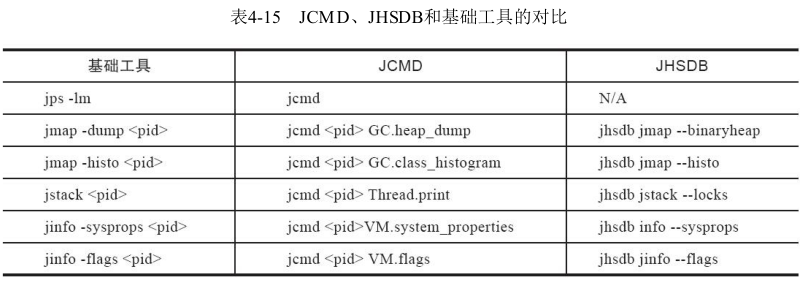 表4-15 JCMD、JHSDB和基础工具的对比
基础工具 JCMD JHSDB
jps -lm jcmd N/A
jmap -dump <pid> jcmd <pid> GC.heap_dump jhsdb jmap --binaryheap
jmap -histo <pid> jcmd <pid> GC.class_histogram jhsdb jmap --histo
jstack <pid> jcmd <pid> Thread.print jhsdb jstack --locks
jinfo -sysprops <pid> jcmd <pid>VM.system_properties jhsdb info --sysprops
jinfo -flags <pid> jcmd <pid> VM.flags jhsdb jinfo --flags